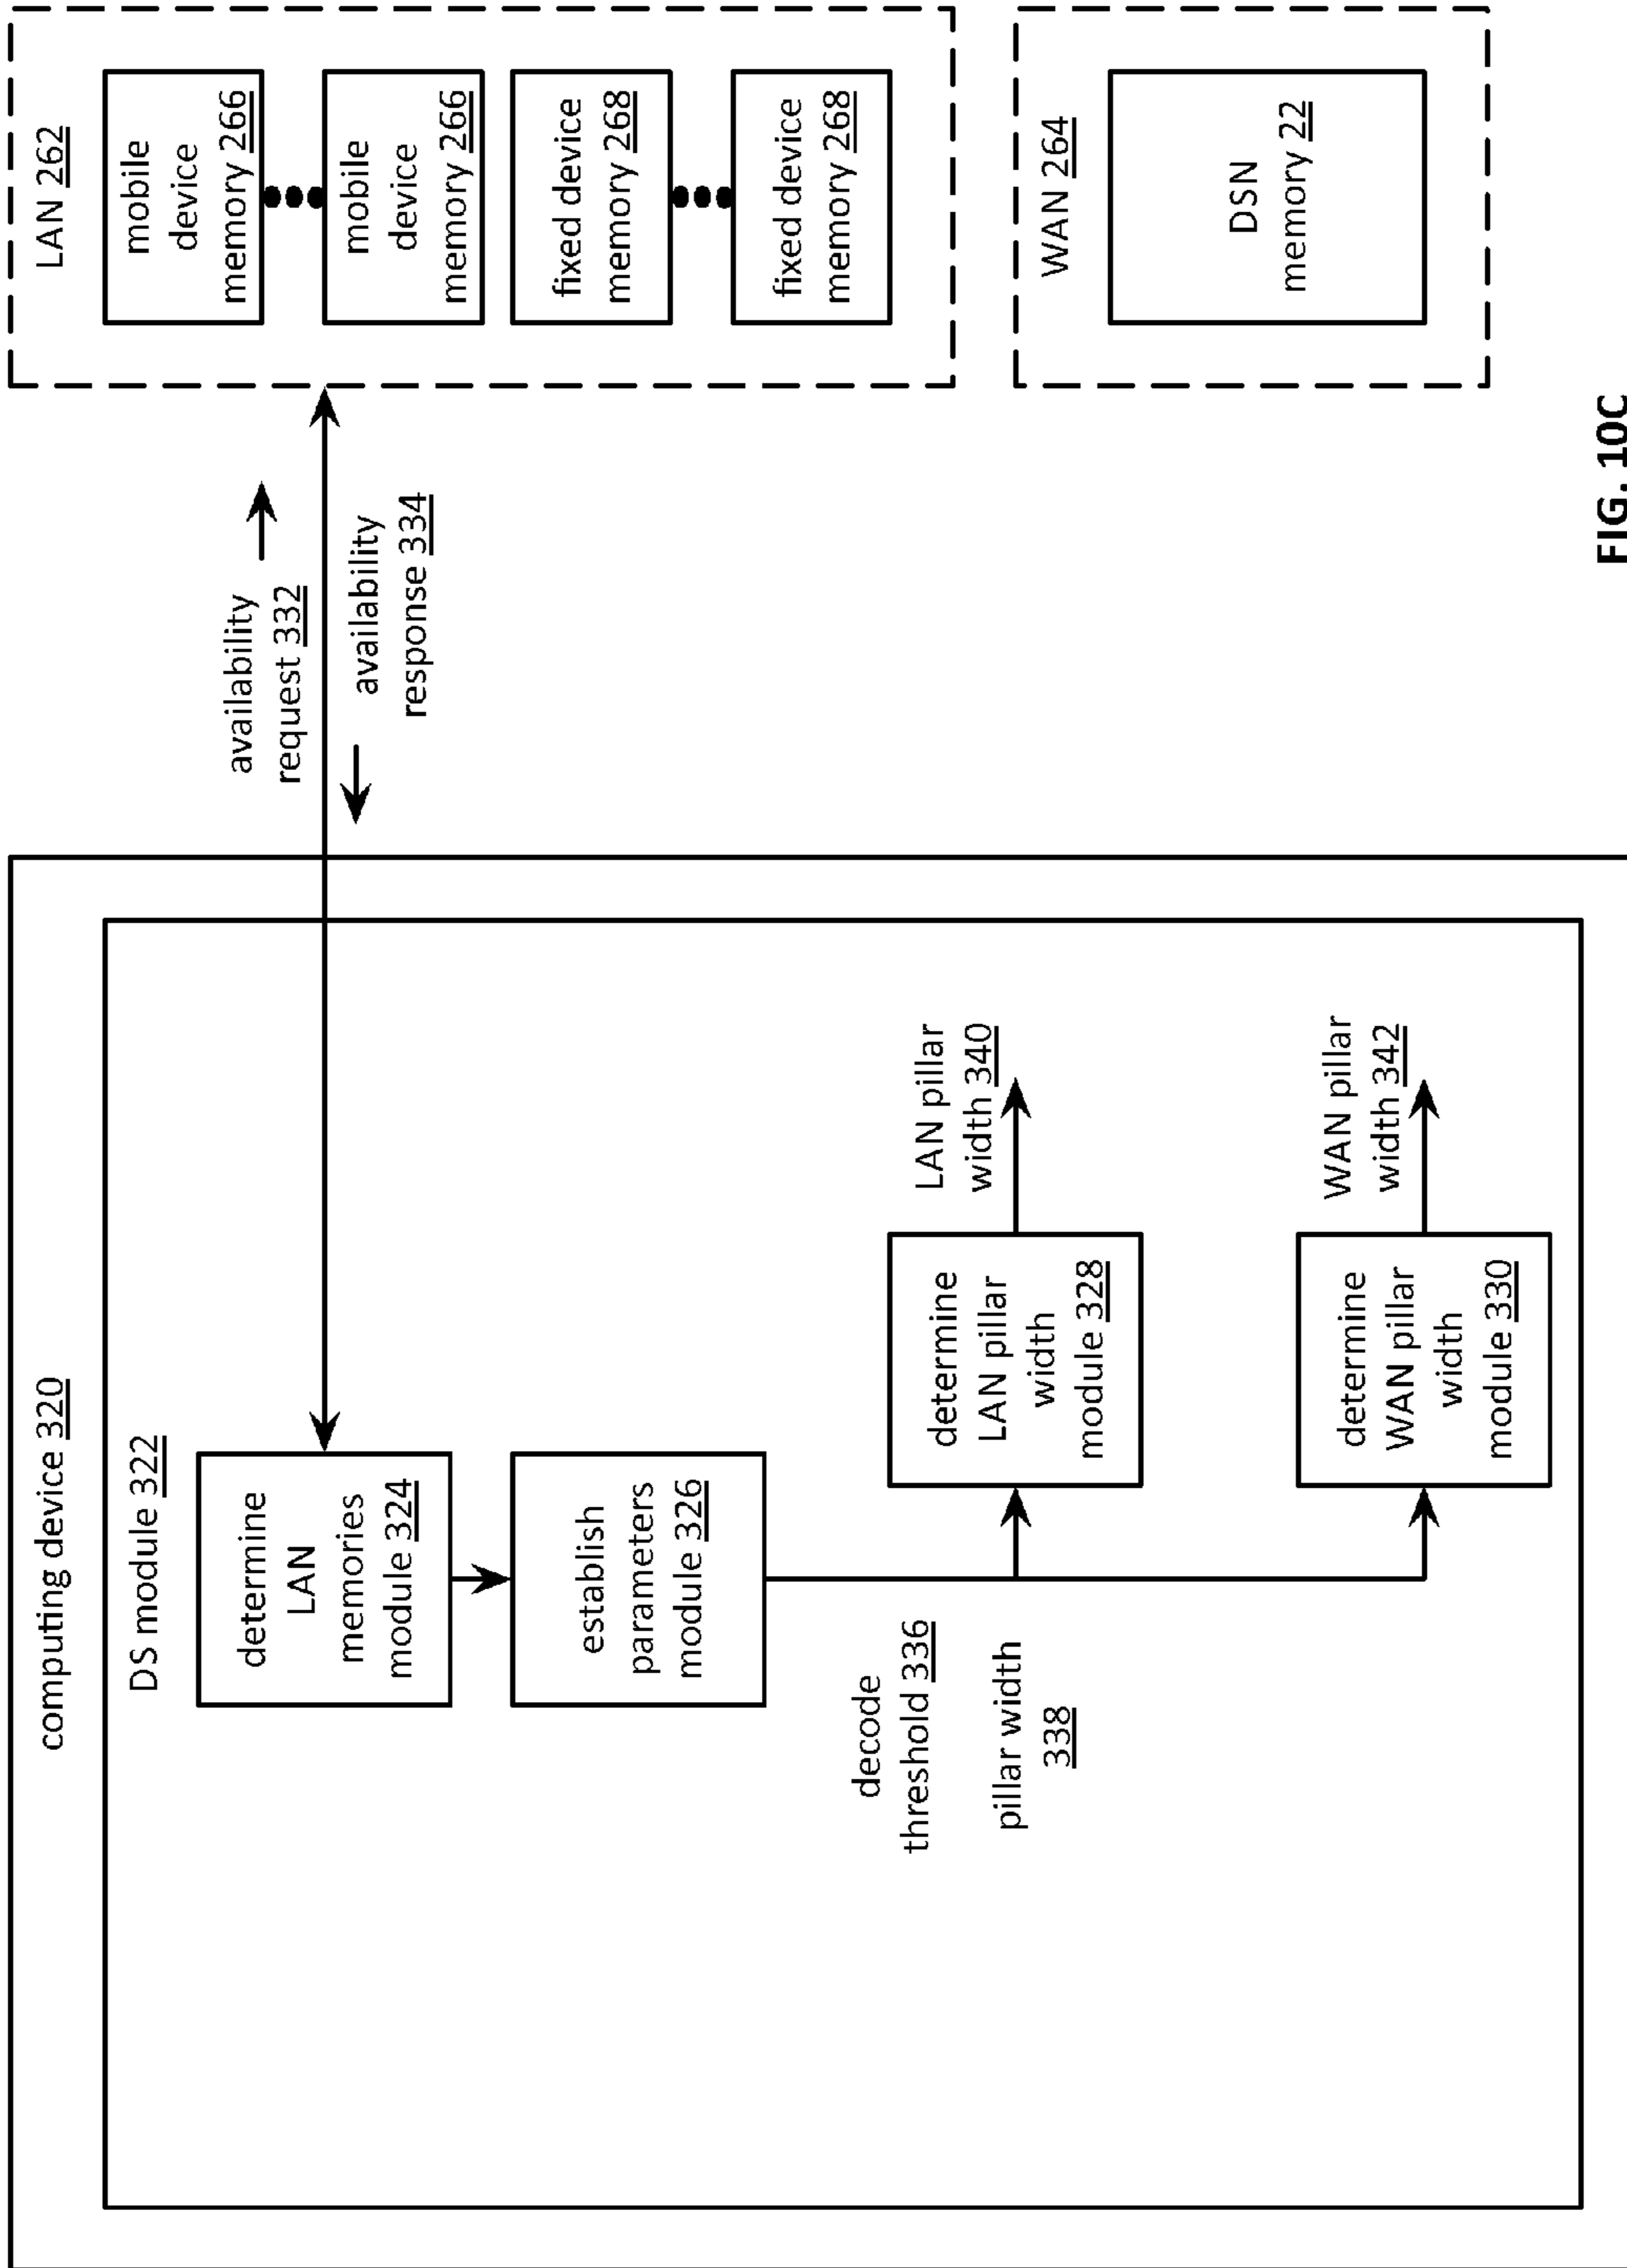 computing device 320
DS module 322
determine
LAN
memories
module 324
establish
parameters
module 326
decode
threshold 336
pillar width
338
determine
LAN pillar
width
module 328
LAN pillar
width 340
determine
WAN pillar
width
module 330
WAN pillar
width 342
availability
request 332
availability
response 334
LAN 262
mobile
device
memory 266
mobile
device
memory 266
fixed device
memory 268
fixed device
memory 268
WAN 264
DSN
memory 22
FIG. 10C